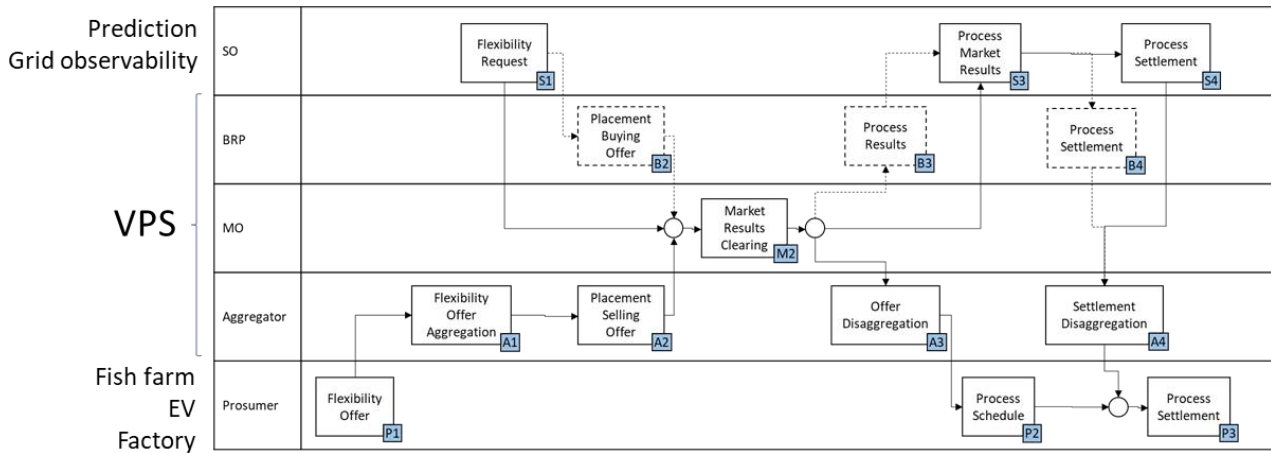 Prediction
Grid observability
VPS
Fish farm
EV
Factory
SO
Flexibility
Request
S1
Process
Market
Results
S3
Process
Settlement
S4
BRP
Placement
Buying
Offer
B2
Process
Results
B3
Process
Settlement
B4
MO
Market
Results
Clearing
M2
Aggregator
Flexibility
Offer
Aggregation
A1
Placement
Selling
Offer
A2
Offer
Disaggregation
A3
Settlement
Disaggregation
A4
Prosumer
Flexibility
Offer
P1
Process
Schedule
P2
Process
Settlement
P3